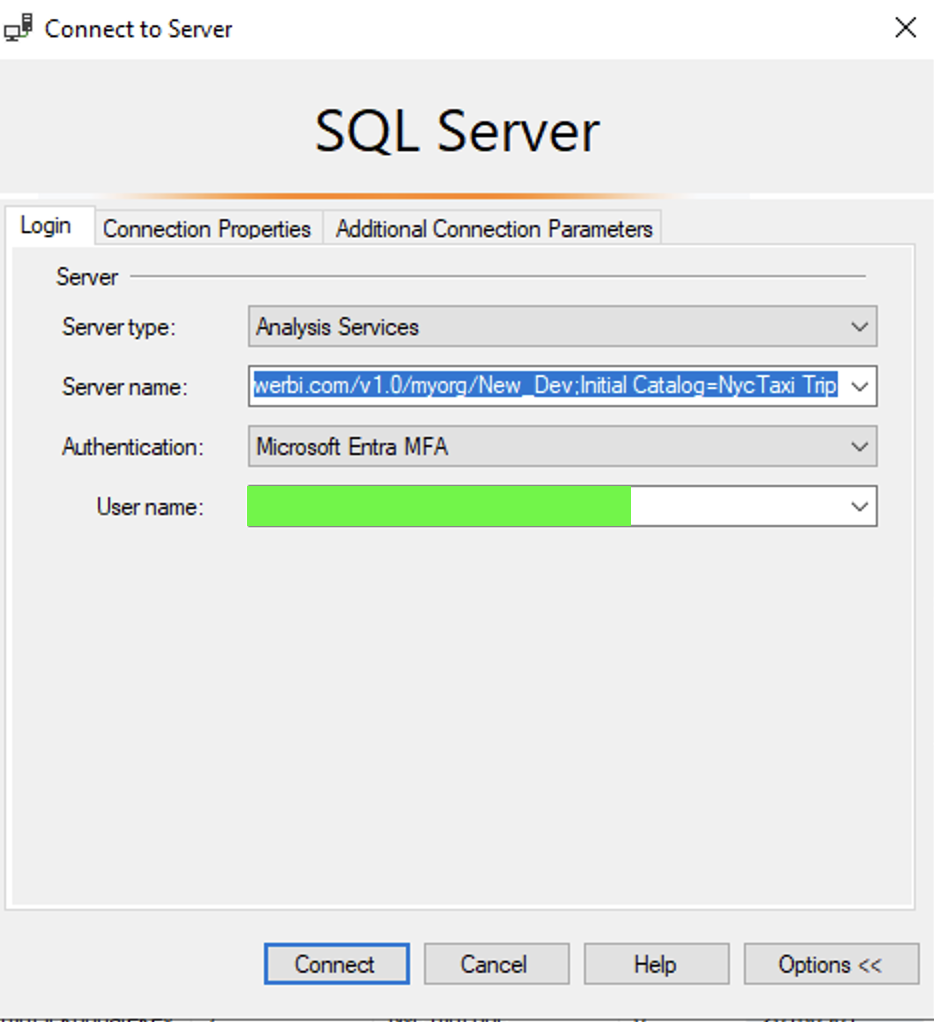 Connect to Server
SQL Server
Login Connection Properties Additional Connection Parameters
Server
Server type: Analysis Services
Server name: werbi.com/v1.0/myorg/New_Dev;Initial Catalog=NycTaxi Trip
Authentication: Microsoft Entra MFA
User name:
Connect Cancel Help Options <<